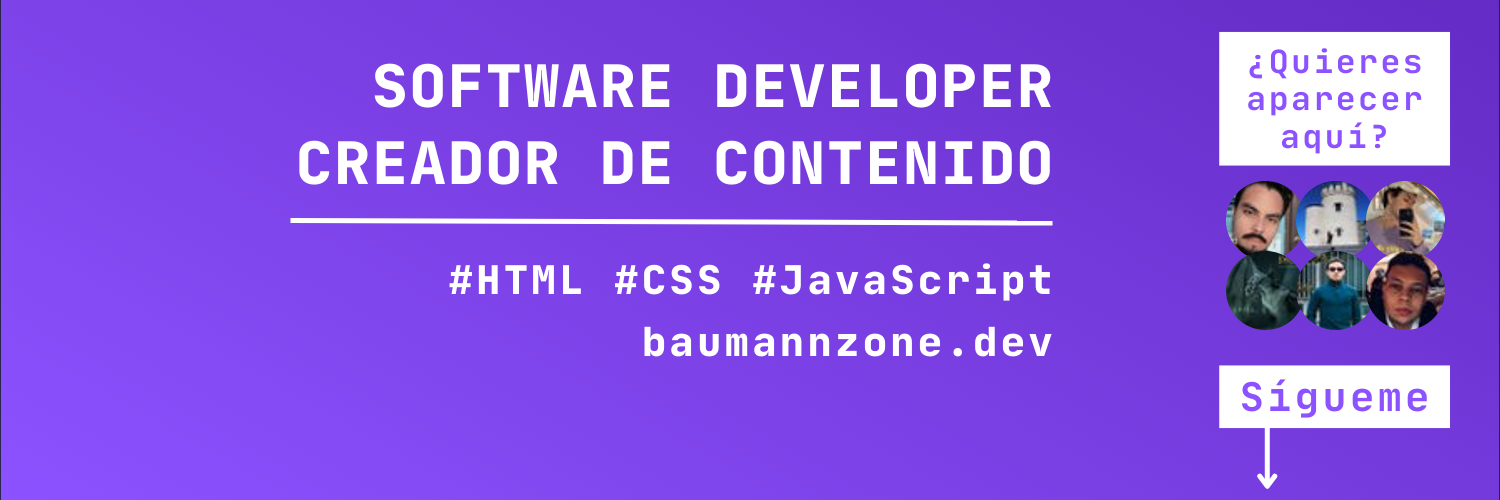 SOFTWARE DEVELOPER
CREADOR DE CONTENIDO
#HTML #CSS #JavaScript
baumannzone.dev
¿Quieres
aparecer
aquí?
Sígueme